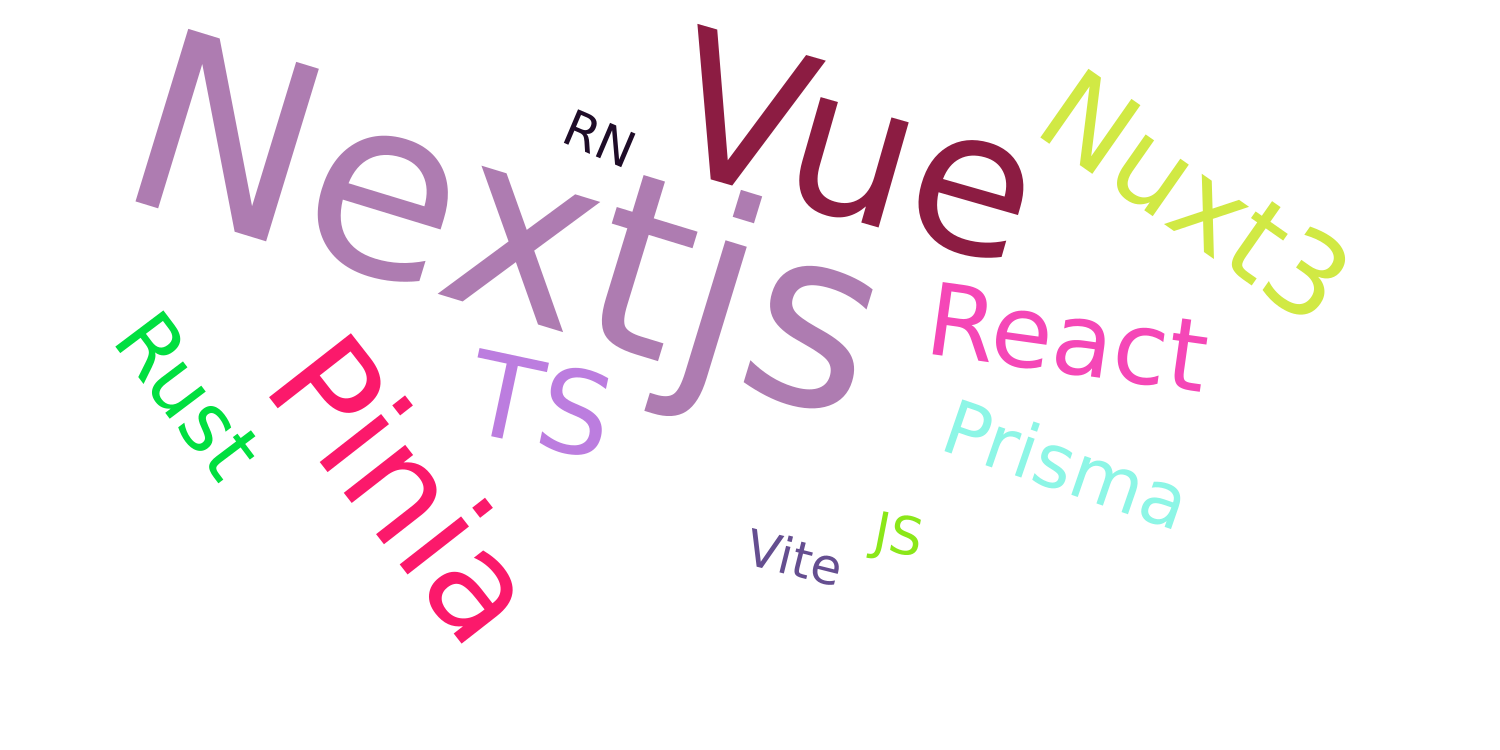 Nextjs
RN
Vue
Nuxt3
React
Rust
Pinia
TS
Prisma
Vite
JS